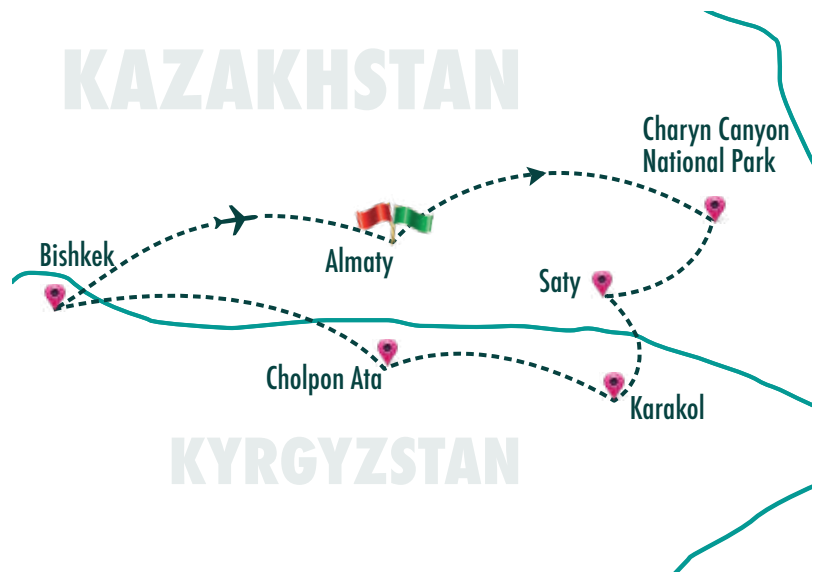 KAZAKHSTAN
Charyn Canyon
National Park
Bishkek
Almaty
Saty
Cholpon Ata
Karakol
KYRGYZSTAN